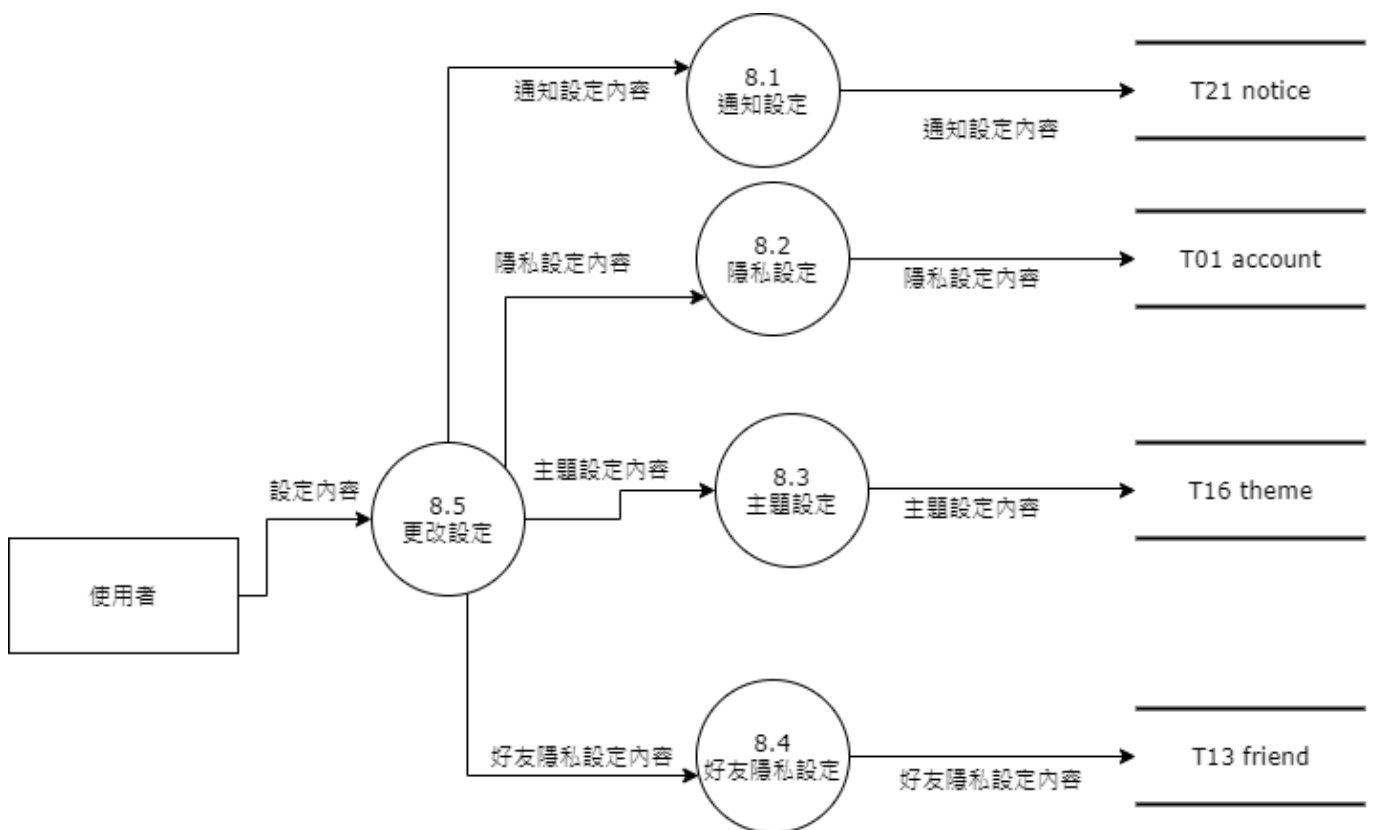 8.1
通知設定
通知設定內容
通知設定內容
T21 notice
8.2
隱私設定
隱私設定內容
隱私設定內容
T01 account
8.3
主題設定
主題設定內容
主題設定內容
T16 theme
設定內容
8.5
更改設定
使用者
8.4
好友隱私設定
好友隱私設定內容
好友隱私設定內容
T13 friend